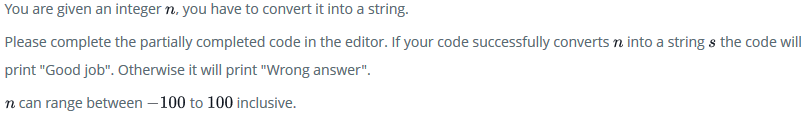 You are given an integer n, you have to convert it into a string.
Please complete the partially completed code in the editor. If your code successfully converts n into a string s the code will
print "Good job". Otherwise it will print "Wrong answer".
n can range between −100 to 100 inclusive.